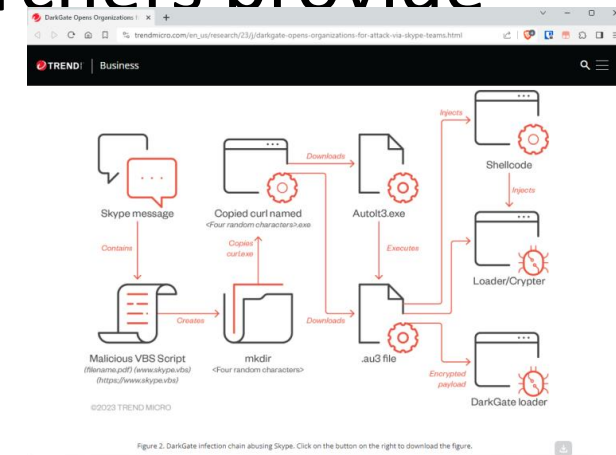 rchers provide
DarkGate Opens Organizations f
trendmicro.com/en_us/research/23/j/darkgate-opens-organizations-for-attack-via-skype-teams.html
TREND
Business
Injects
Downloads
Shellcode
Skype message
Copied curl named
<Four random characters>.exe
AutoIt3.exe
Injects
Contains
Copies
curl.exe
Executes
Loader/Crypter
Creates
Downloads
Malicious VBS Script
(filename.pdf) (www.skype.vbs)
(https://www.skype.vbs)
mkdir
<Four random characters>
.au3 file
Encrypted
payload
DarkGate loader
©2023 TREND MICRO
Figure 2. DarkGate infection chain abusing Skype. Click on the button on the right to download the figure.